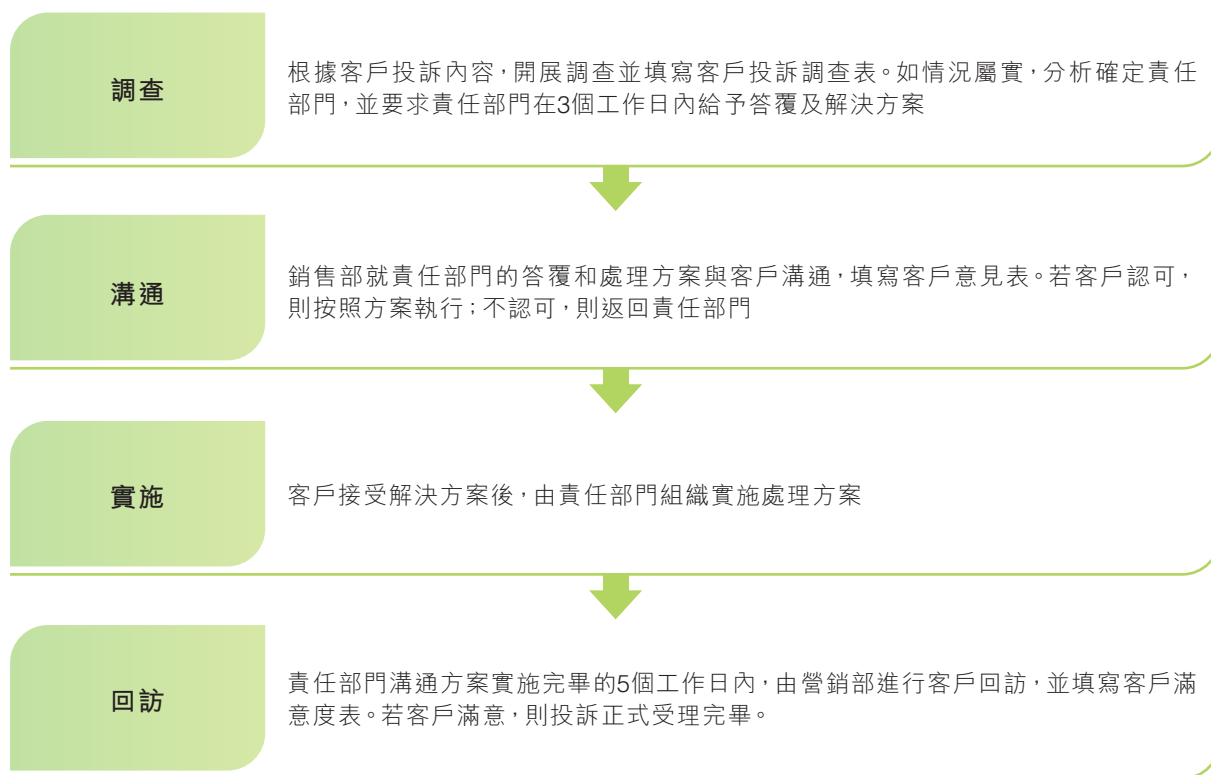 調查
根據客戶投訴內容，開展調查並填寫客戶投訴調查表。如情況屬實，分析確定責任
部門，並要求責任部門在3個工作日內給予答覆及解決方案
溝通
銷售部就責任部門的答覆和處理方案與客戶溝通，填寫客戶意見表。若客戶認可，
則按照方案執行；不認可，則返回責任部門
實施
客戶接受解決方案後，由責任部門組織實施處理方案
回訪
責任部門溝通方案實施完畢的5個工作日內，由營銷部進行客戶回訪，並填寫客戶滿
意度表。若客戶滿意，則投訴正式受理完畢。